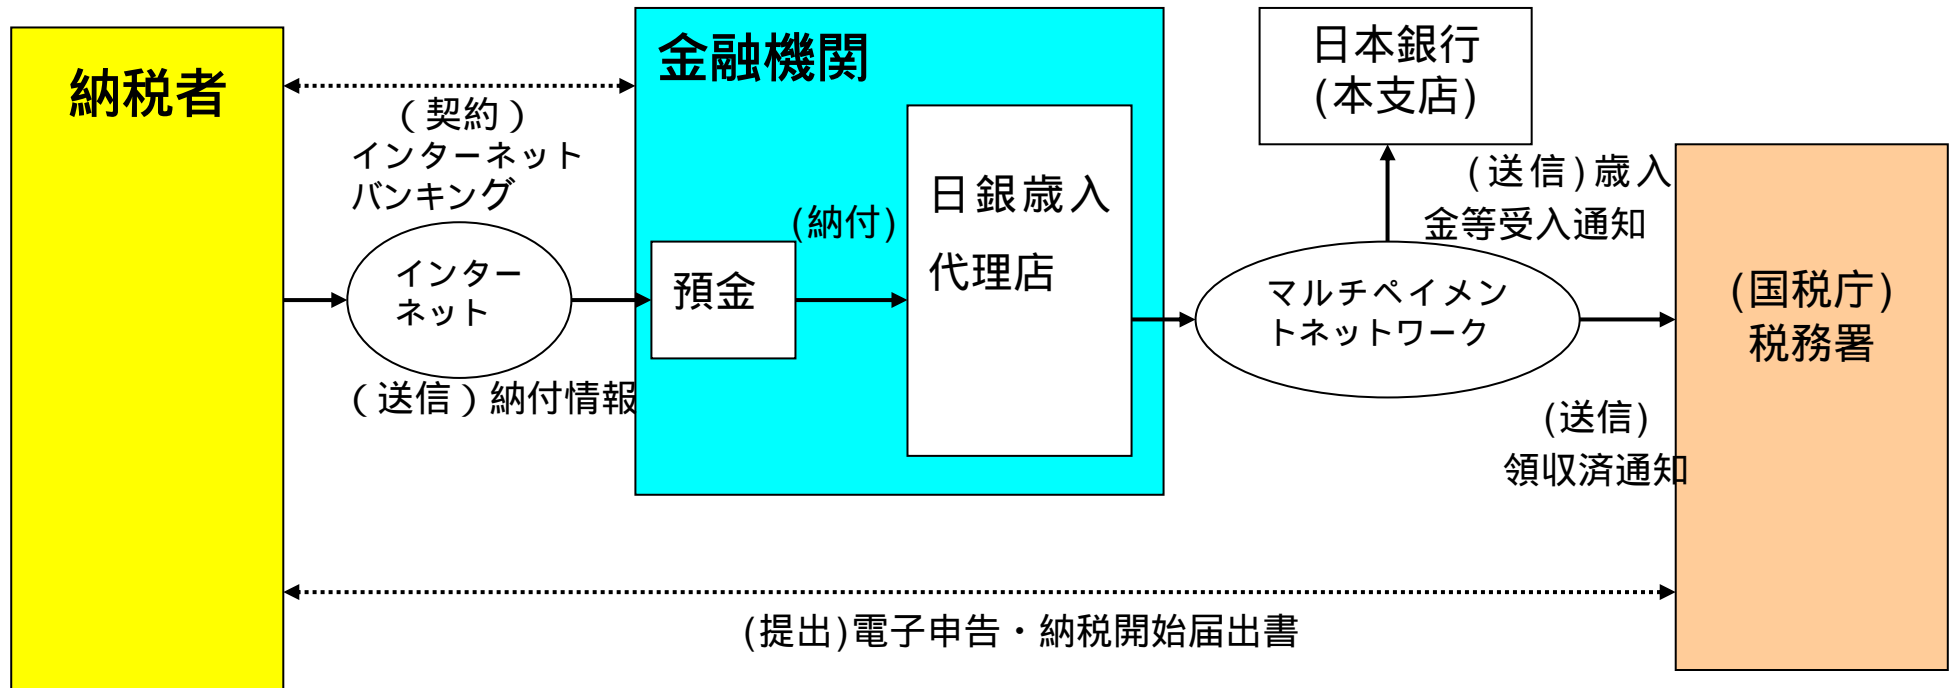 納税者
(契約)
インターネット
バンキング
インター
ネット
(送信)納付情報
金融機関
預金
(納付)
日銀歳入
代理店
日本銀行
(本支店)
(送信)歳入
金等受入通知
マルチペイメン
トネットワーク
(送信)
領収済通知
(国税庁)
税務署
(提出)電子申告・納税開始届出書